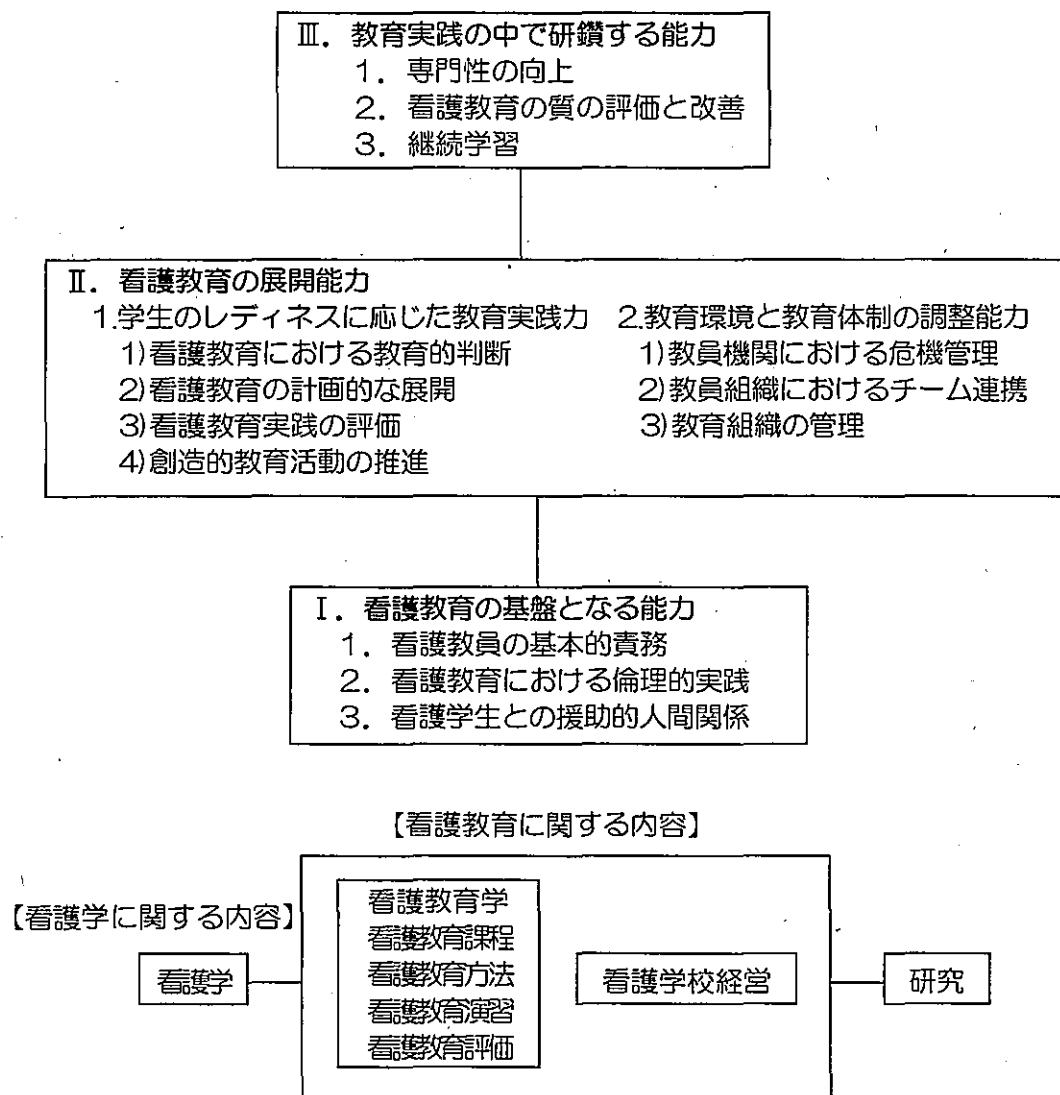 Ⅲ．教育実践の中で研鑽する能力
1．専門性の向上
2．看護教育の質の評価と改善
3．継続学習
Ⅱ．看護教育の展開能力
1.学生のレディネスに応じた教育実践力
1)看護教育における教育的判断
2)看護教育の計画的な展開
3)看護教育実践の評価
4)創造的教育活動の推進
2.教育環境と教育体制の調整能力
1)教員機関における危機管理
2)教員組織におけるチーム連携
3)教育組織の管理
Ⅰ．看護教育の基盤となる能力
1．看護教員の基本的責務
2．看護教育における倫理的実践
3．看護学生との援助的人間関係
【看護教育に関する内容】
【看護学に関する内容】
看護学
看護教育学
看護教育課程
看護教育方法
看護教育演習
看護教育評価
看護学校経営
研究